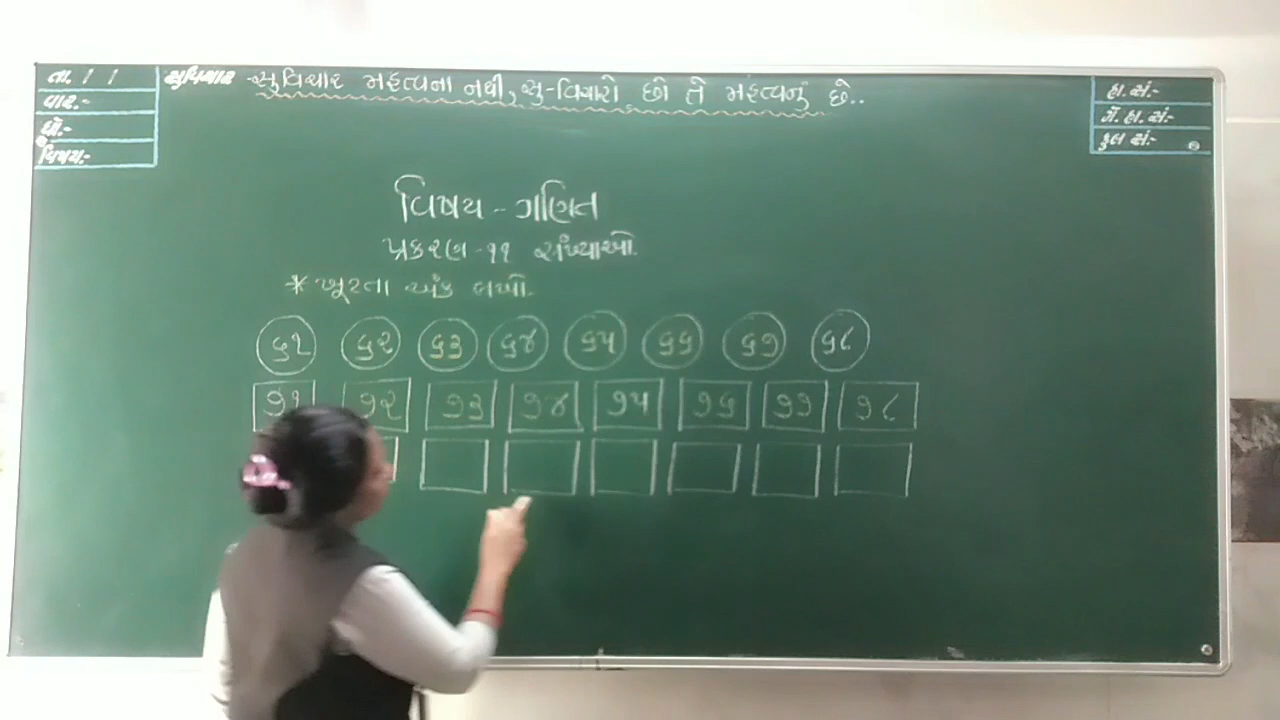 તા. / /
વાર.-
ધો.-
વિષય.-
સુવિચાર સુવિચાર મહત્વના નથી, સુ-વિચારો છો તે મહત્વનું છે..
હા. સં.-
ગે. હા. સં.-
કુલ સં.-
વિષય - ગણિત
પ્રકરણ - ૧૧ સંખ્યાઓ.
* ખૂટતા અંક લખો.
૬૧ ૬૨ ૬૩ ૬૪ ૬૫ ૬૬ ૬૭ ૬૮
૭૧ ૭૨ ૭૩ ૭૪ ૭૫ ૭૬ ૭૭ ૭૮